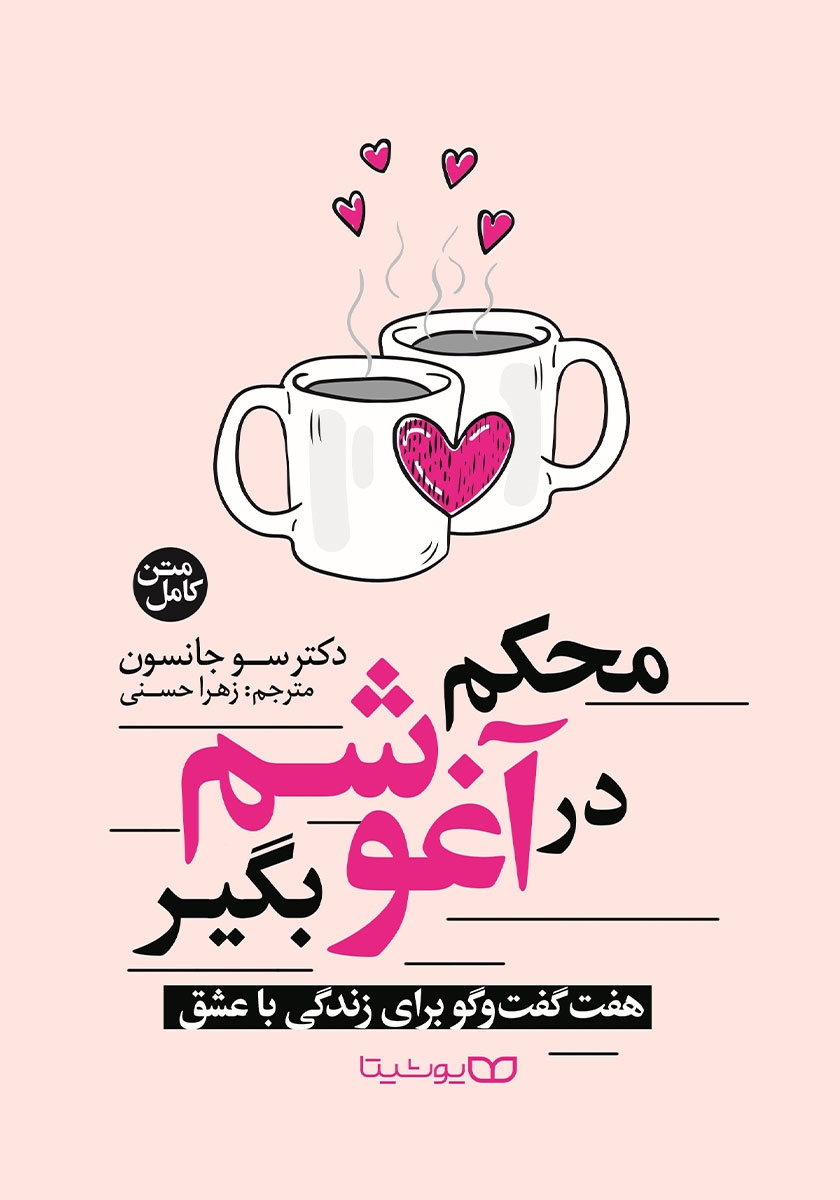 متن
کامل
دکتر سو جانسون
مترجم: زهرا حسنی
محکم
در آغوشم
بگیر
هفت گفت‌وگو برای زندگی با عشق
یوشیتا